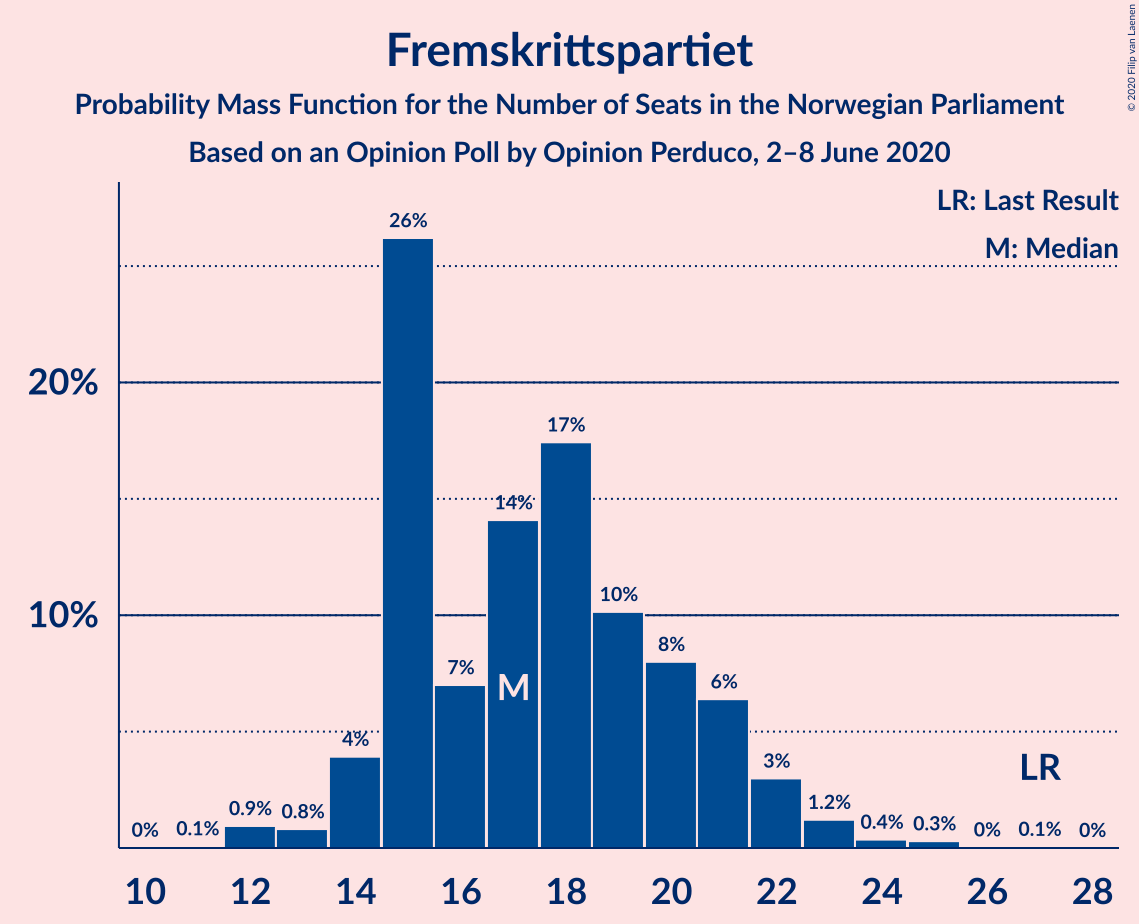 Fremskrittspartiet
Probability Mass Function for the Number of Seats in the Norwegian Parliament
Based on an Opinion Poll by Opinion Perduco, 2–8 June 2020
© 2020 Filip van Laenen
LR: Last Result
M: Median
20%
10%
0%
0.1%
0.9%
0.8%
4%
26%
7%
14%
17%
10%
8%
6%
3%
1.2%
0.4%
0.3%
0%
0.1%
0%
M
LR
10 12 14 16 18 20 22 24 26 28